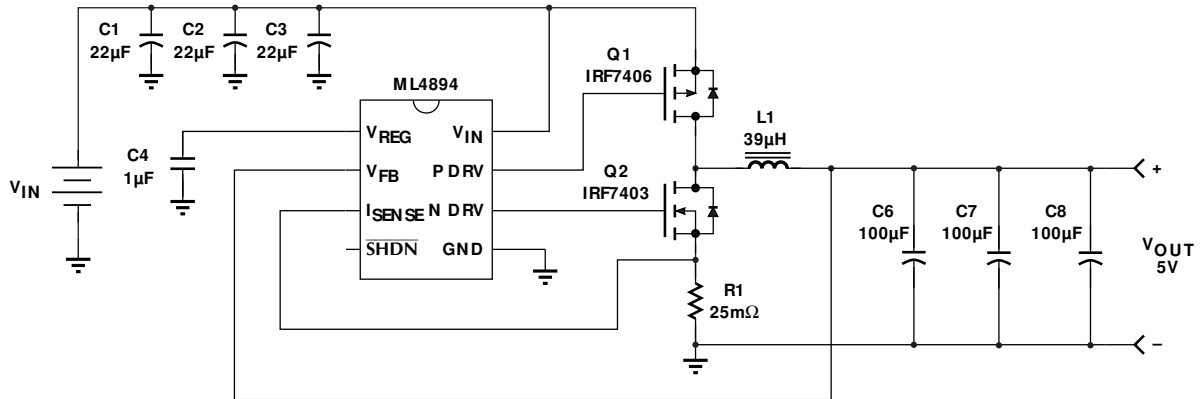 C1
22µF
C2
22µF
C3
22µF
Q1
IRF7406
ML4894
L1
39µH
VREG
VIN
C4
1µF
VFB
P DRV
VIN
Q2
IRF7403
+
ISENSE
N DRV
C6
100µF
C7
100µF
C8
100µF
SHDN
GND
VOUT
5V
R1
25mΩ
–